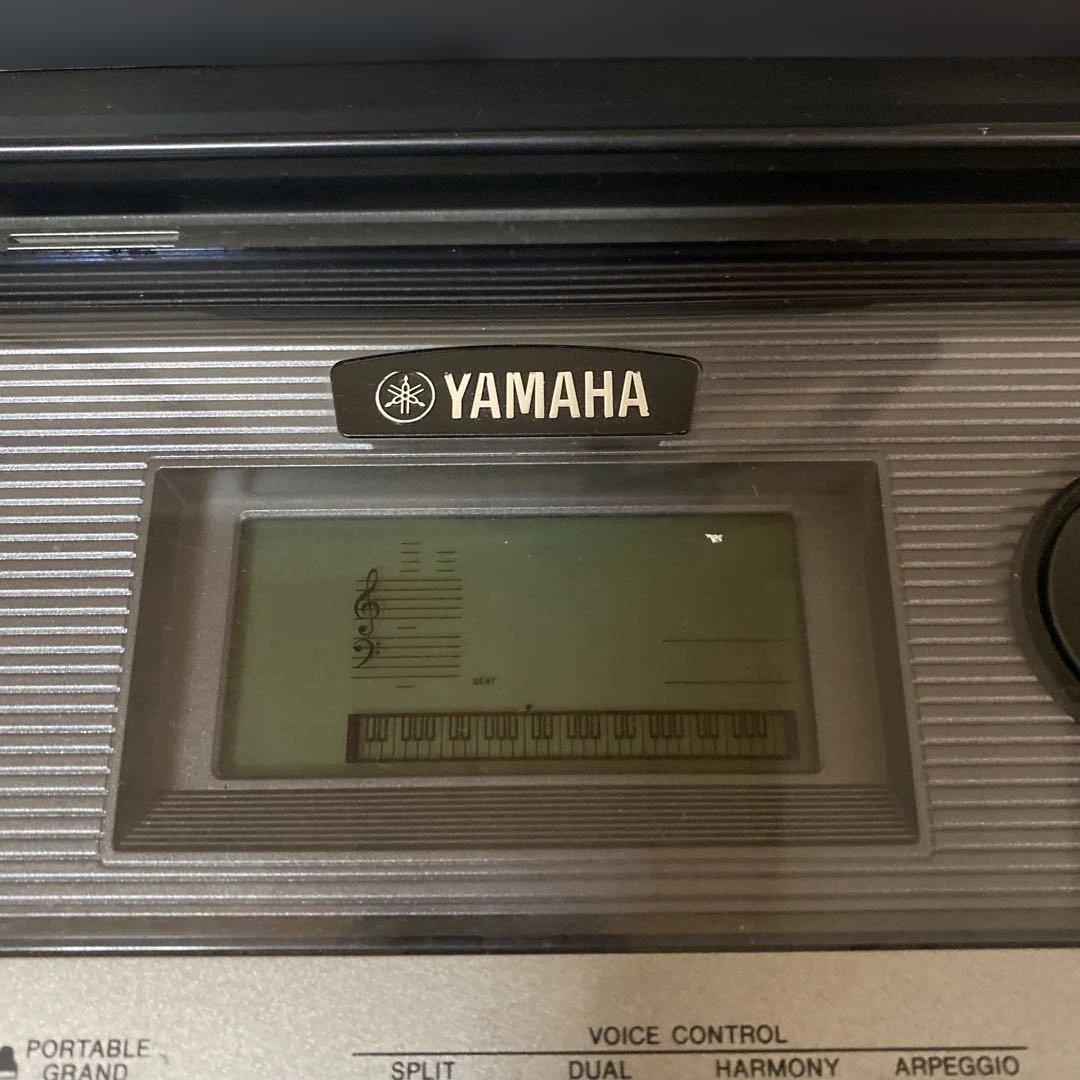 YAMAHA
BEAT
PORTABLE
GRAND
VOICE CONTROL
SPLIT DUAL HARMONY ARPEGGIO